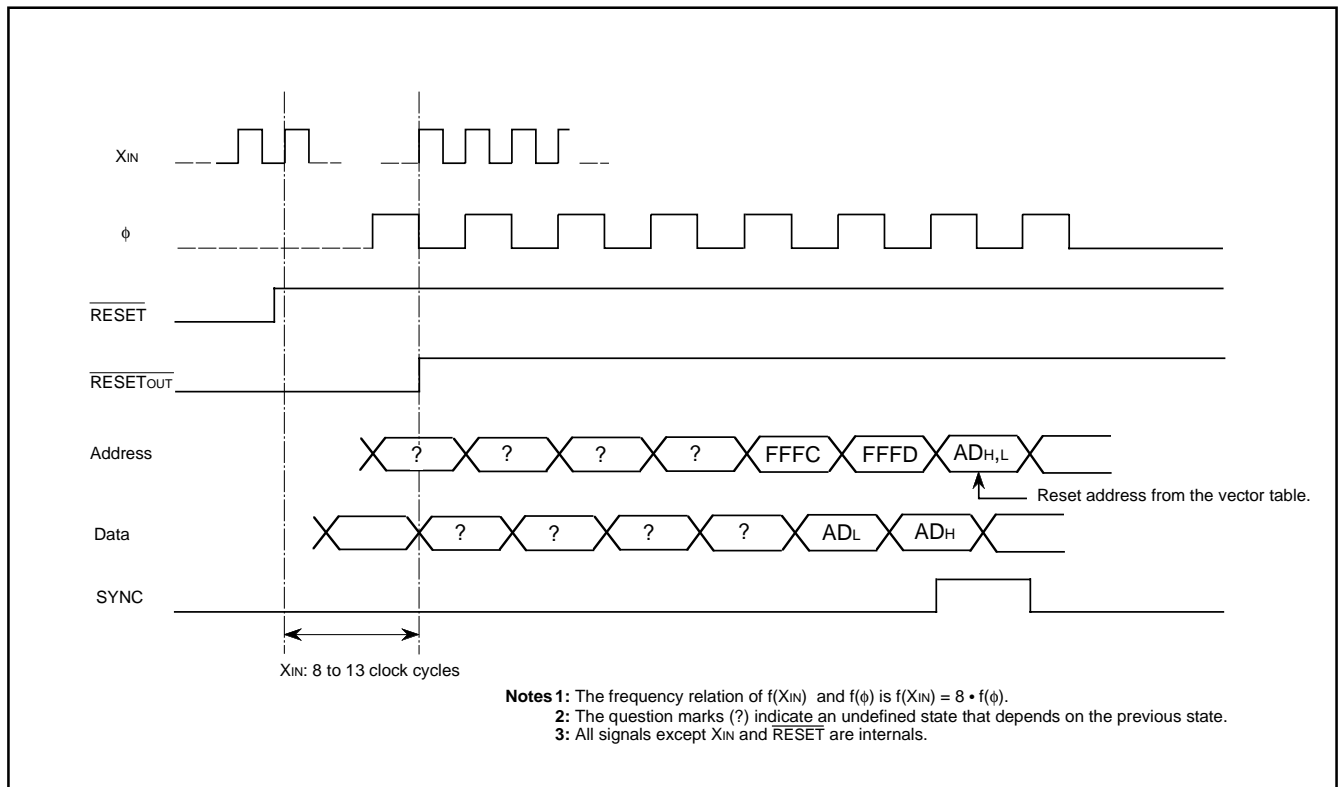 XIN
ϕ
RESET
RESETOUT
Address
? ? ? ? FFFC FFFD ADH,L
Reset address from the vector table.
Data
? ? ? ? ADL ADH
SYNC
XIN: 8 to 13 clock cycles
Notes 1: The frequency relation of f(XIN) and f(ϕ) is f(XIN) = 8 • f(ϕ).
2: The question marks (?) indicate an undefined state that depends on the previous state.
3: All signals except XIN and RESET are internals.